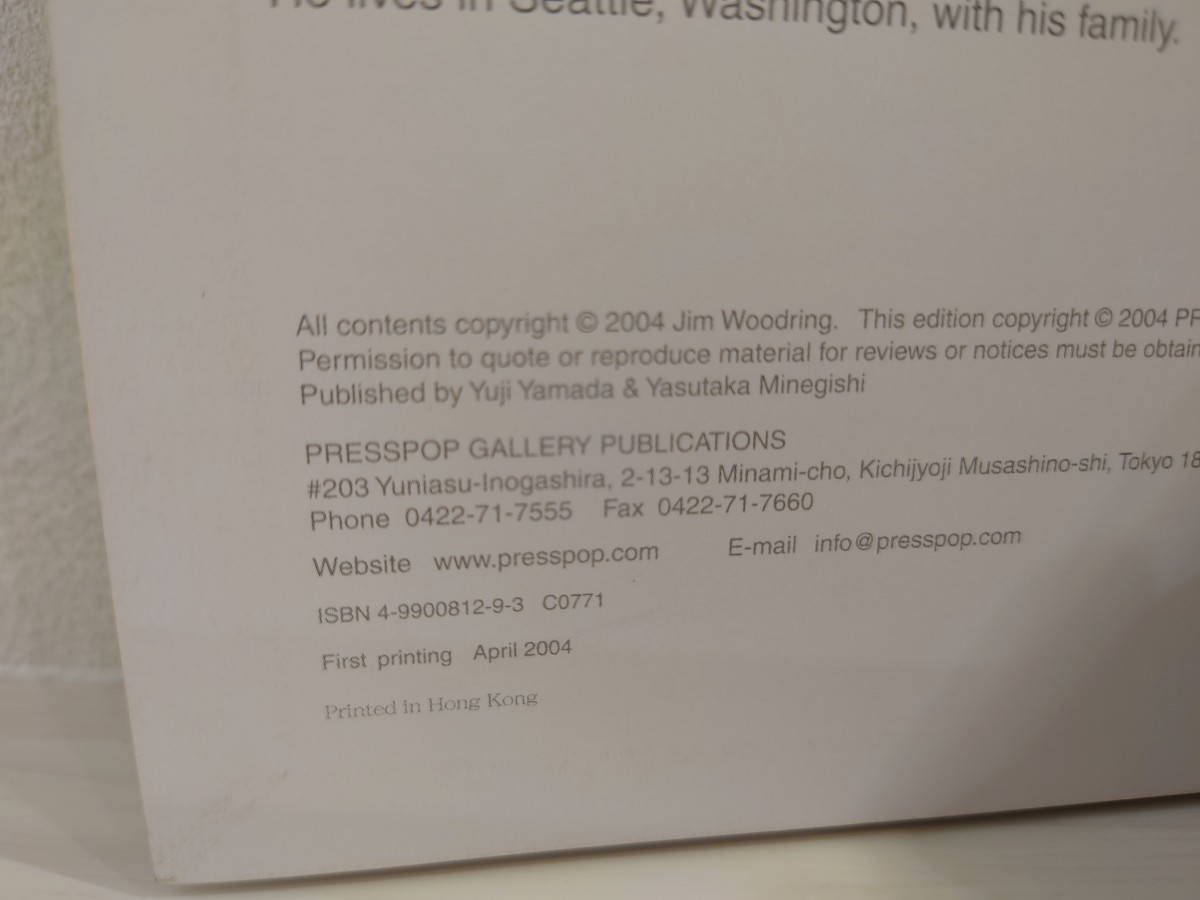 He lives in Seattle, Washington, with his family.
All contents copyright © 2004 Jim Woodring. This edition copyright © 2004
Permission to quote or reproduce material for reviews or notices must be
Published by Yuji Yamada & Yasutaka Minegishi
PRESSPOP GALLERY PUBLICATIONS
#203 Yuniasu-Inogashira, 2-13-13 Minami-cho, Kichijyoji Musashino-shi, Tokyo
Phone 0422-71-7555 Fax 0422-71-7660
Website www.presspop.com E-mail info@presspop.com
ISBN 4-9900812-9-3 C0771
First printing April 2004
Printed in Hong Kong